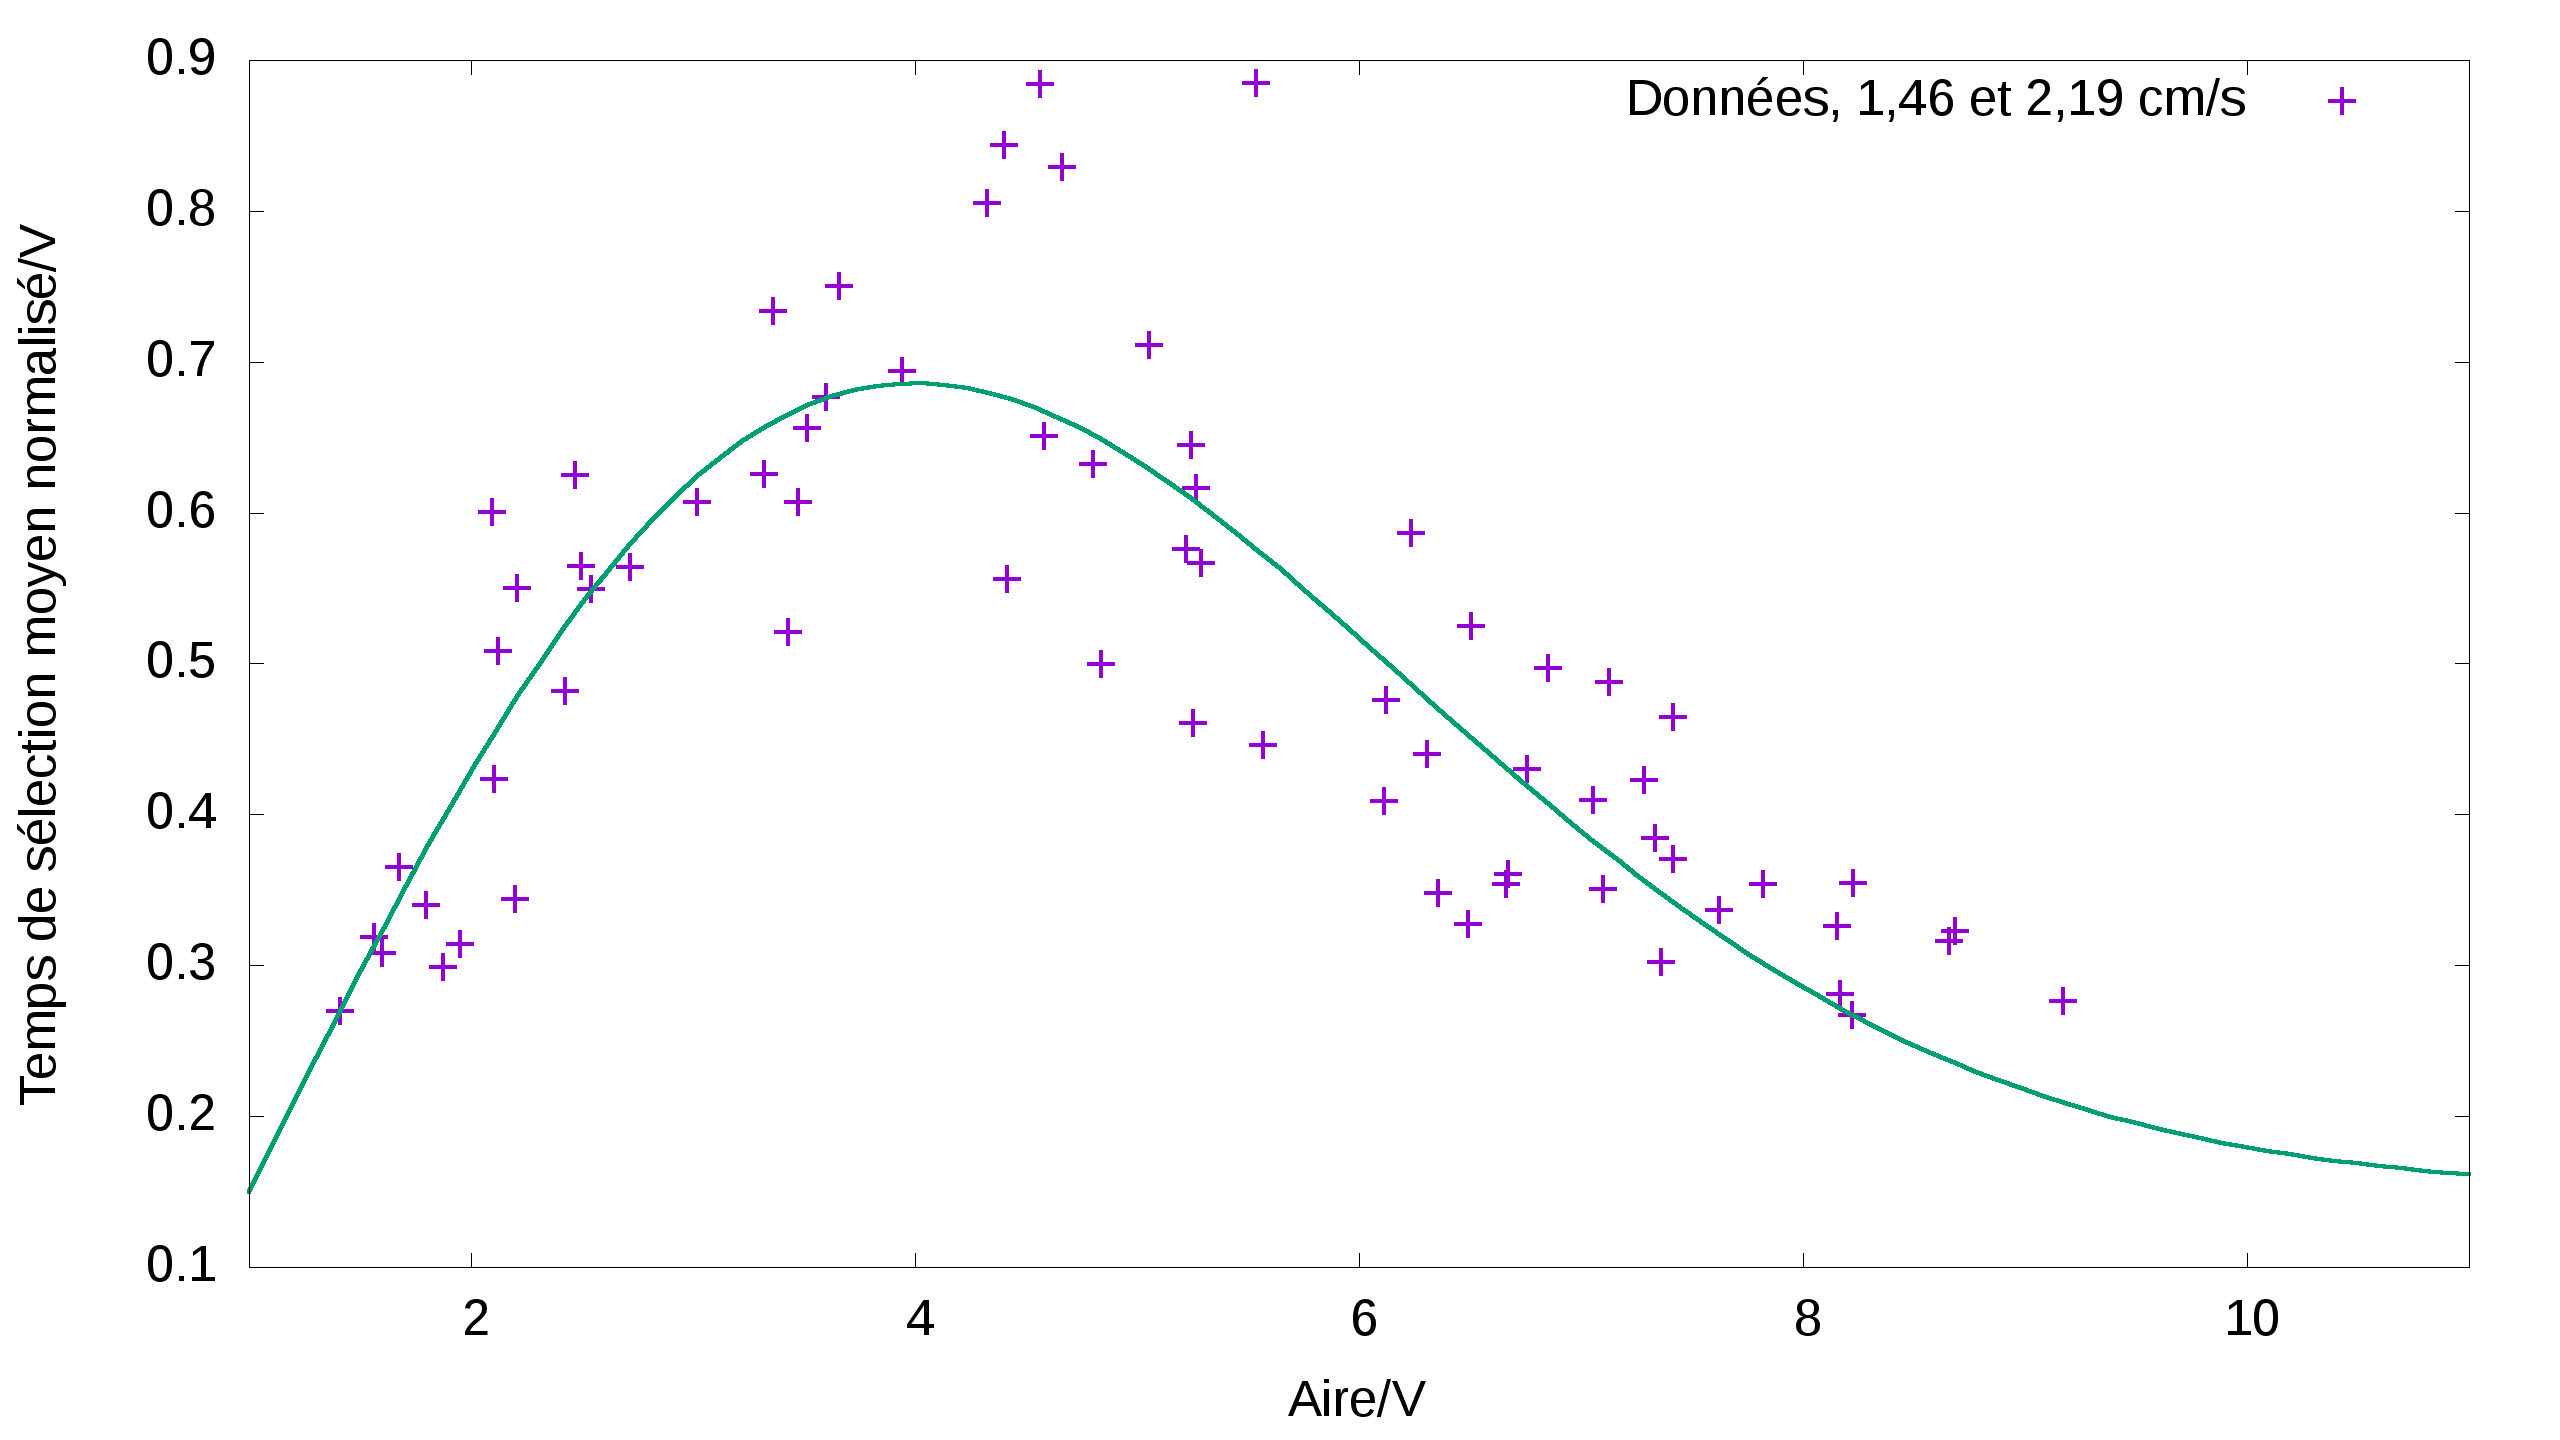 Données, 1,46 et 2,19 cm/s
0.9
0.8
0.7
0.6
0.5
0.4
0.3
0.2
0.1
Temps de sélection moyen normalisé/V
2 4 6 8 10
Aire/V